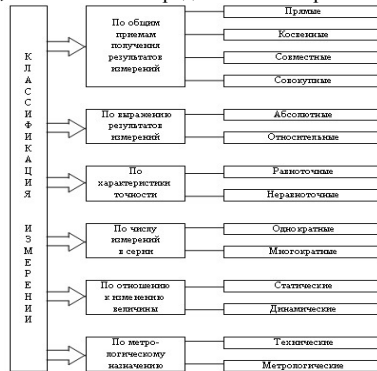 КЛАССИФИКАЦИЯ ИЗМЕРЕНИЙ
По общим
приемам
получения
результатов
измерений
Прямые
Косвенные
Совместные
Совокупные
По выражению
результатов
измерений
Абсолютные
Относительные
По
характеристики
точности
Равноточные
Неравноточные
По числу
измерений
в серии
Однократные
Многократные
По отношению
к изменению
величины
Статические
Динамические
По метро-
логическому
назначению
Технические
Метрологические